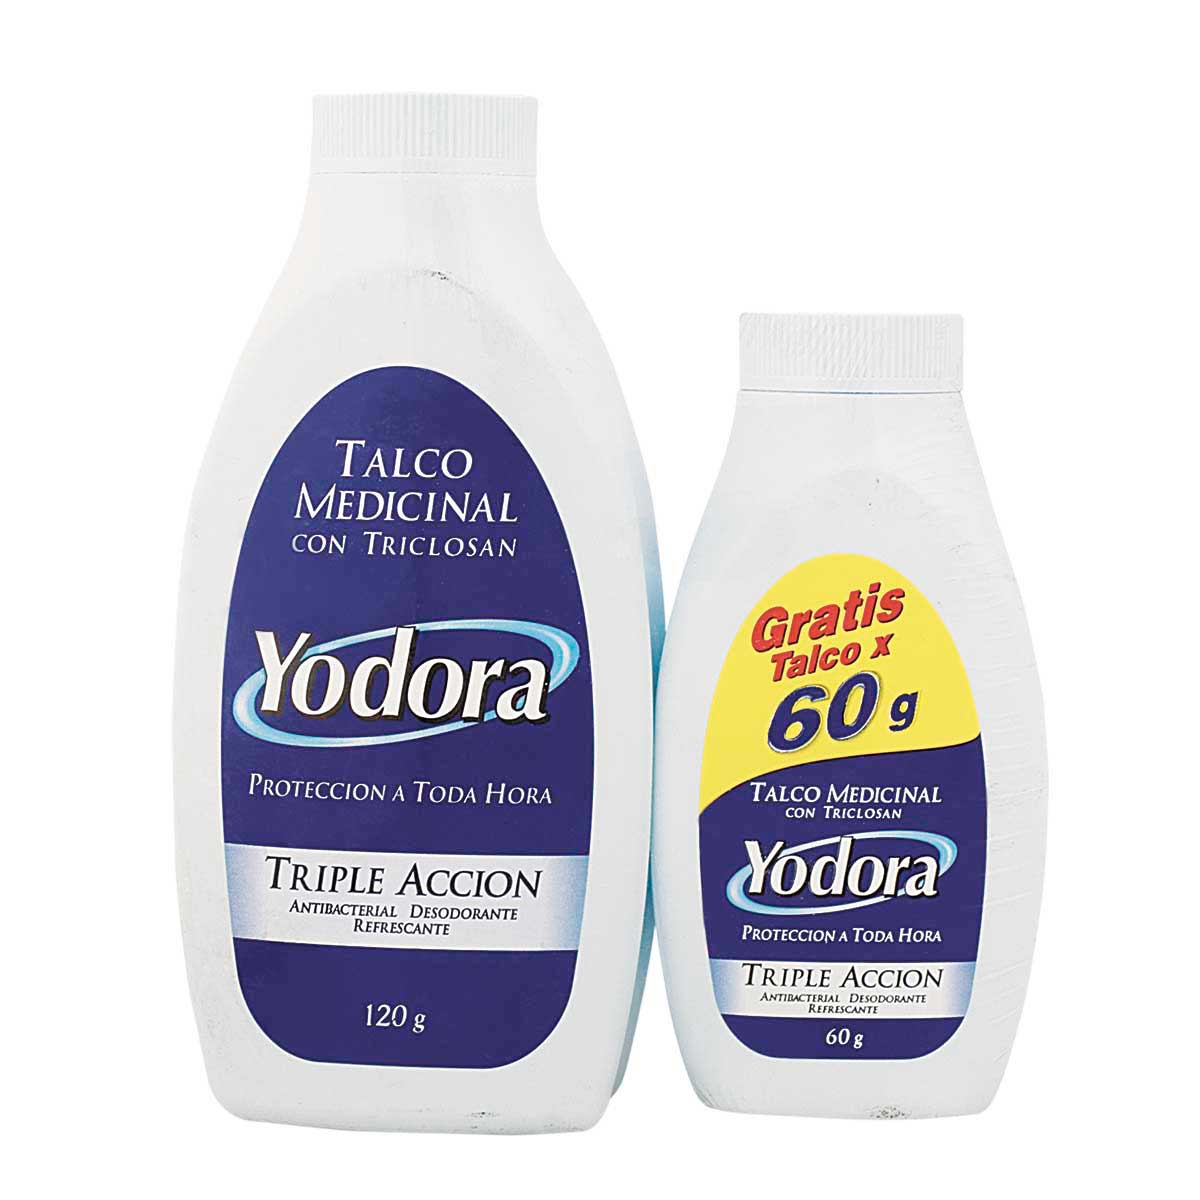 TALCO
MEDICINAL
CON TRICLOSAN
Yodora
PROTECCION A TODA HORA
TRIPLE ACCION
ANTIBACTERIAL DESODORANTE
REFRESCANTE
120 g
Gratis
Talco x
60 g
TALCO MEDICINAL
CON TRICLOSAN
Yodora
PROTECCION A TODA HORA
TRIPLE ACCION
ANTIBACTERIAL DESODORANTE
REFRESCANTE
60 g